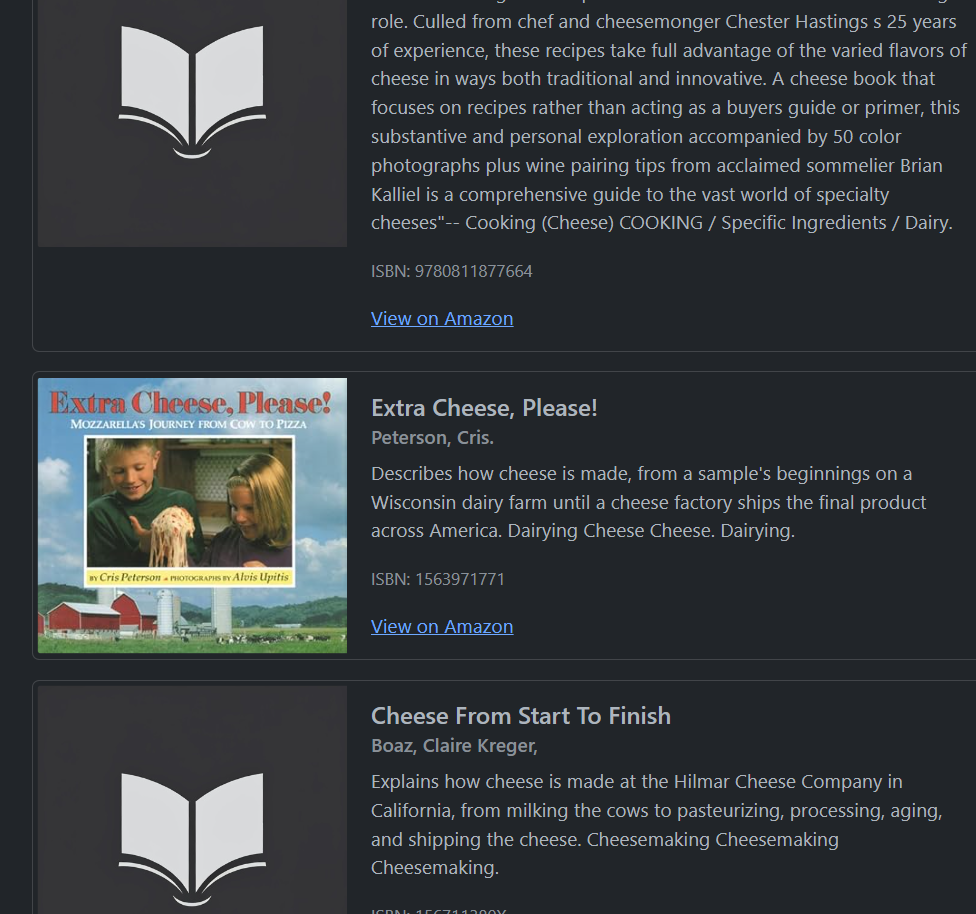 role. Culled from chef and cheesemonger Chester Hastings s 25 years
of experience, these recipes take full advantage of the varied flavors of
cheese in ways both traditional and innovative. A cheese book that
focuses on recipes rather than acting as a buyers guide or primer, this
substantive and personal exploration accompanied by 50 color
photographs plus wine pairing tips from acclaimed sommelier Brian
Kalliel is a comprehensive guide to the vast world of specialty
cheeses"-- Cooking (Cheese) COOKING / Specific Ingredients / Dairy.
ISBN: 9780811877664
View on Amazon
Extra Cheese, Please!
MOZZARELLA'S JOURNEY FROM COW TO PIZZA
BY Cris Peterson PHOTOGRAPHS BY Alvis Upitis
Extra Cheese, Please!
Peterson, Cris.
Describes how cheese is made, from a sample's beginnings on a
Wisconsin dairy farm until a cheese factory ships the final product
across America. Dairying Cheese Cheese. Dairying.
ISBN: 1563971771
View on Amazon
Cheese From Start To Finish
Boaz, Claire Kreger,
Explains how cheese is made at the Hilmar Cheese Company in
California, from milking the cows to pasteurizing, processing, aging,
and shipping the cheese. Cheesemaking Cheesemaking
Cheesemaking.
ISBN: